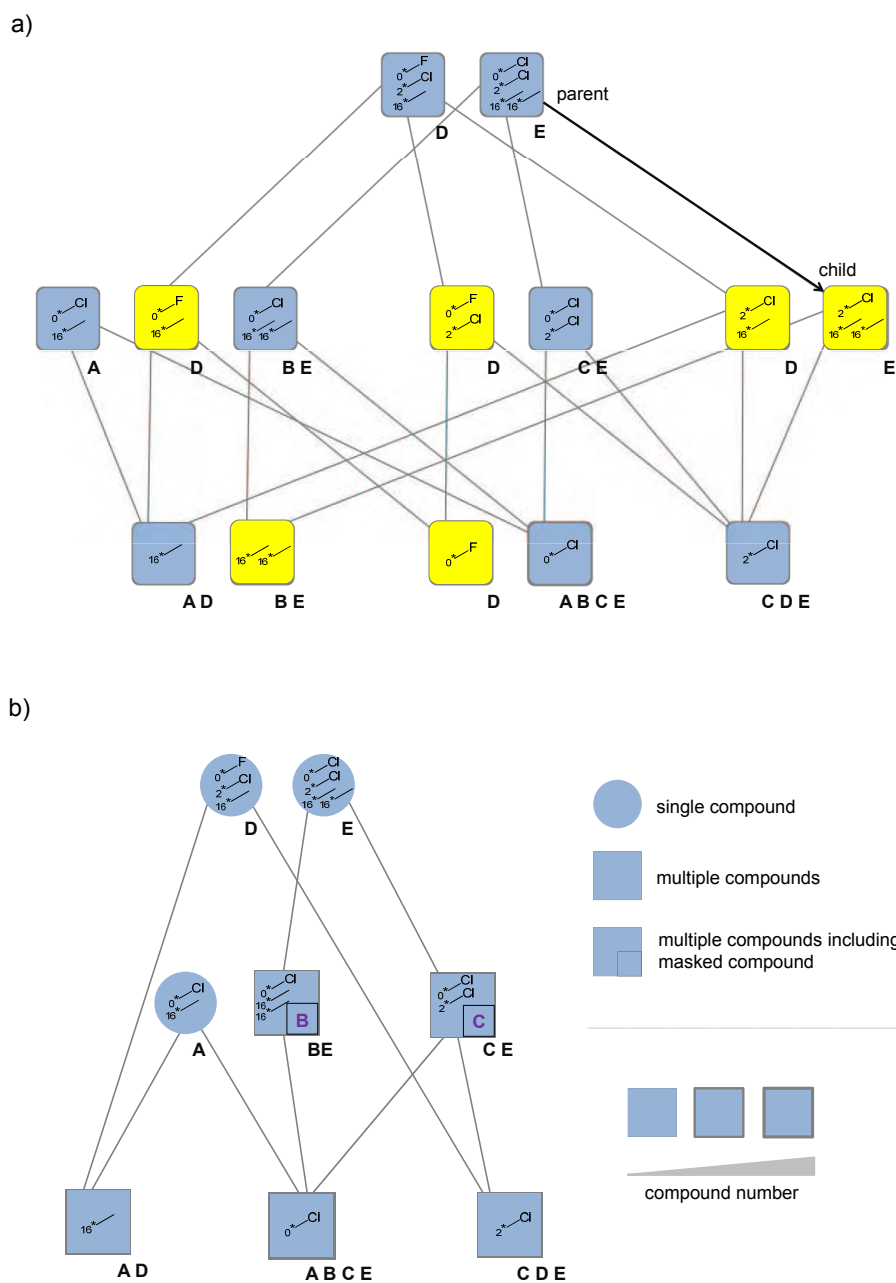 a)
0*F 0*Cl
2*Cl 2*Cl
16* 16* 16*
parent
D E
child
0*Cl 0*F 0*Cl 0*F 0*Cl 2*Cl 2*Cl
16* 16* 16* 16* 2*Cl 2*Cl 16* 16* 16*
A D B E D C E D E
16* 16* 16* 0*F 0*Cl 2*Cl
A D B E D A B C E C D E
b)
0*F 0*Cl
2*Cl 2*Cl
16* 16* 16*
D E
single compound
multiple compounds
multiple compounds including
masked compound
0*Cl 0*Cl 0*Cl
16* 16* 2*Cl
16*
B C
A BE C E
compound number
16* 0*Cl 2*Cl
A D A B C E C D E